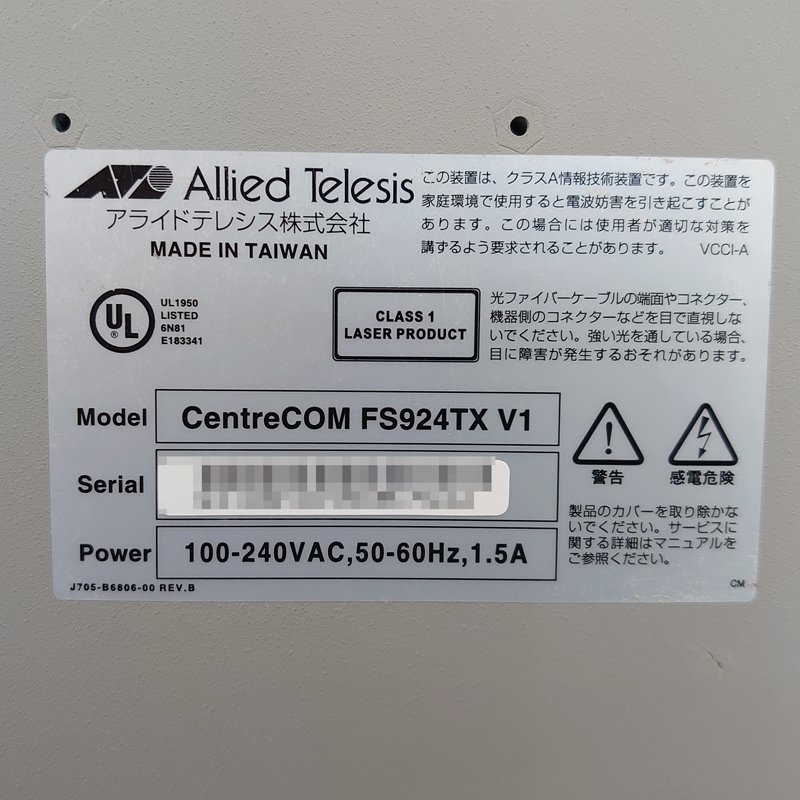 Allied Telesis
アライドテレシス株式会社
MADE IN TAIWAN
この装置は、クラスA情報技術装置です。この装置を
家庭環境で使用すると電波妨害を引き起こすことが
あります。この場合には使用者が適切な対策を
講ずるよう要求されることがあります。 VCCI-A
UL
®
UL1950
LISTED
6N81
E183341
CLASS 1
LASER PRODUCT
光ファイバーケーブルの端面やコネクター、
機器側のコネクターなどを目で直視しな
いでください。強い光を通している場合、
目に障害が発生するおそれがあります。
Model CentreCOM FS924TX V1
Serial
Power 100-240VAC,50-60Hz,1.5A
警告 感電危険
製品のカバーを取り除かな
いでください。サービスに
関する詳細はマニュアルを
ご参照ください。
J705-B6806-00 REV.B
CM